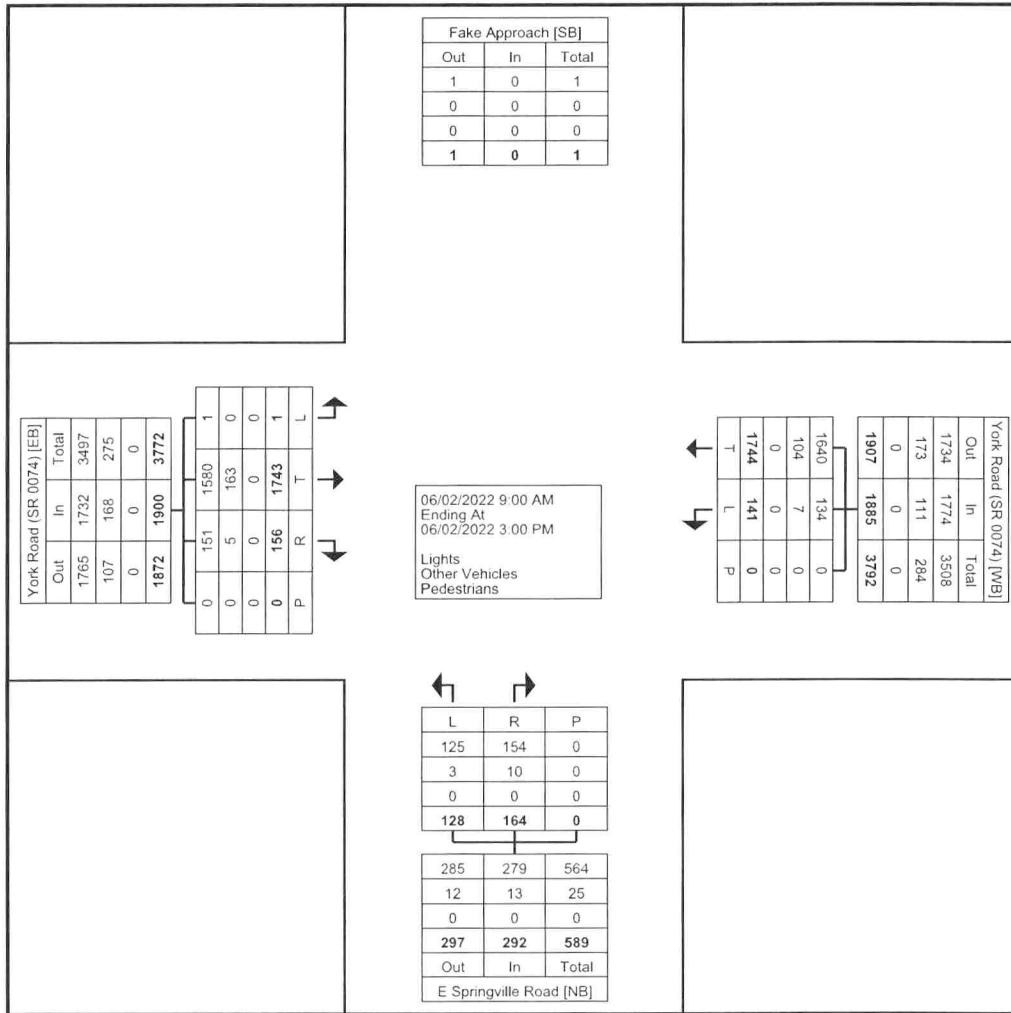 Fake Approach [SB]
Out In Total
1 0 1
0 0 0
0 0 0
1 0 1
York Road (SR 0074) [EB]
Total In Out
3497 1732 1765
275 168 107
0 0 0
3772 1900 1872
1 1580 151 0
0 163 5 0
0 0 0 0
1 1743 156 0
L T R P
06/02/2022 9:00 AM
Ending At
06/02/2022 3:00 PM
Lights
Other Vehicles
Pedestrians
York Road (SR 0074) [WB]
Out In Total
1734 1774 3508
173 111 284
0 0 0
1907 1885 3792
1640 134 0
104 7 0
0 0 0
1744 141 0
T L P
L R P
125 154 0
3 10 0
0 0 0
128 164 0
285 279 564
12 13 25
0 0 0
297 292 589
Out In Total
E Springville Road [NB]